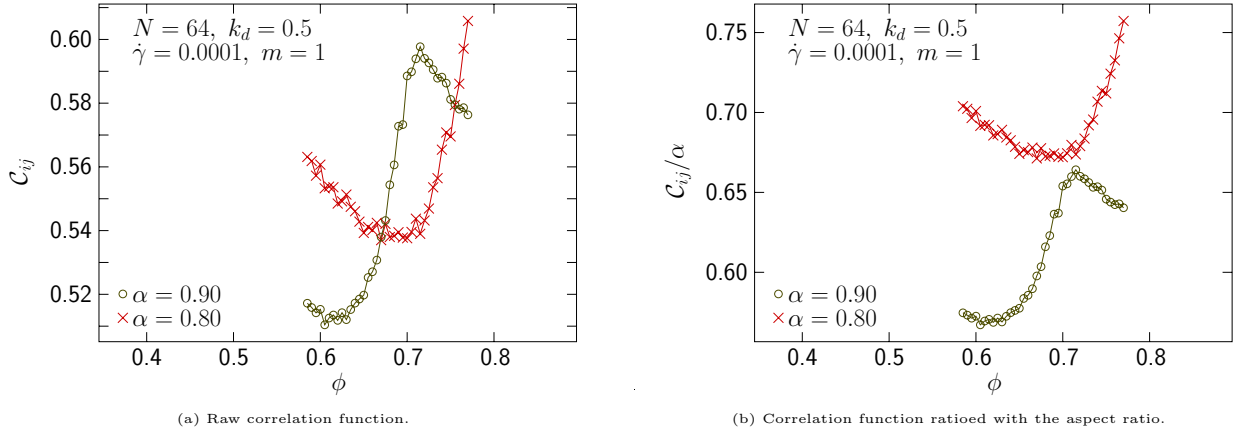 N = 64, k_d = 0.5
γ̇ = 0.0001, m = 1
0.60
0.58
0.56
0.54
0.52
C_ij
α = 0.90
α = 0.80
0.4 0.5 0.6 0.7 0.8
ϕ
(a) Raw correlation function.
N = 64, k_d = 0.5
γ̇ = 0.0001, m = 1
0.75
0.70
0.65
0.60
C_ij/α
α = 0.90
α = 0.80
0.4 0.5 0.6 0.7 0.8
ϕ
(b) Correlation function ratioed with the aspect ratio.